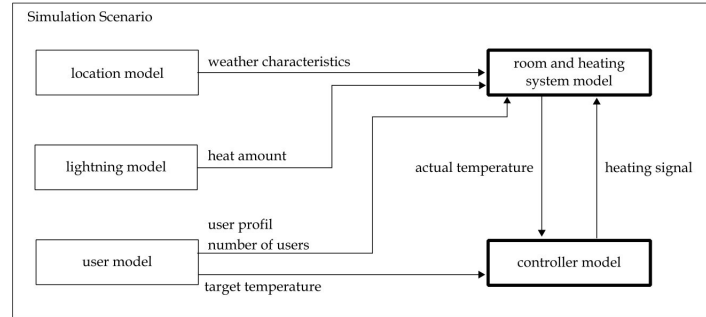 Simulation Scenario
location model
weather characteristics
room and heating
system model
lightning model
heat amount
actual temperature
heating signal
user profil
number of users
user model
target temperature
controller model